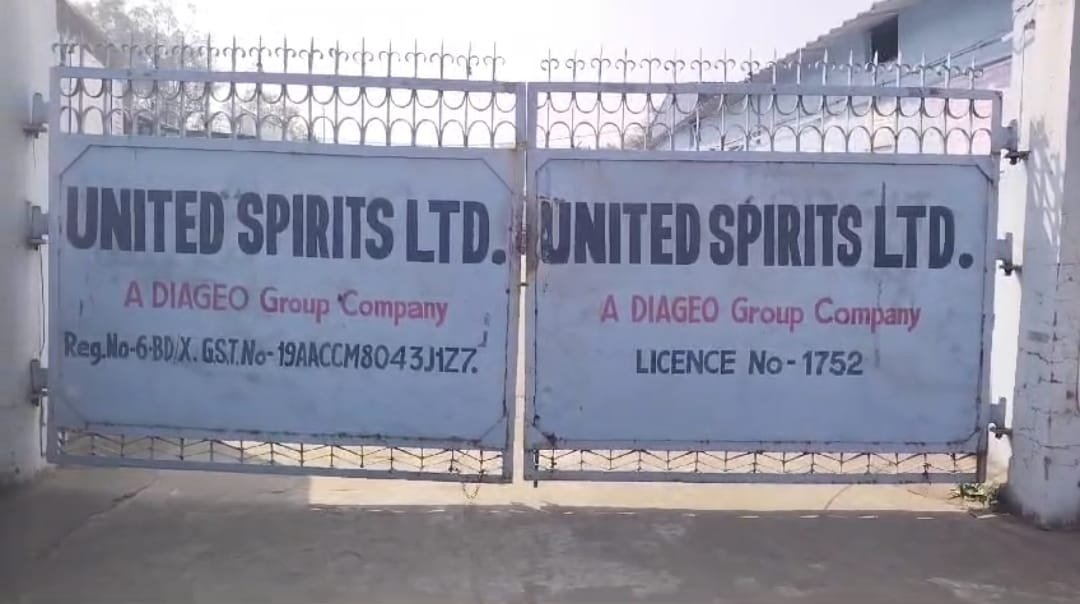 UNITED SPIRITS LTD.
A DIAGEO Group Company
Reg.No-6-BD/X. G.S.T.No-19AACCM8043J1Z7.
UNITED SPIRITS LTD.
A DIAGEO Group Company
LICENCE No-1752